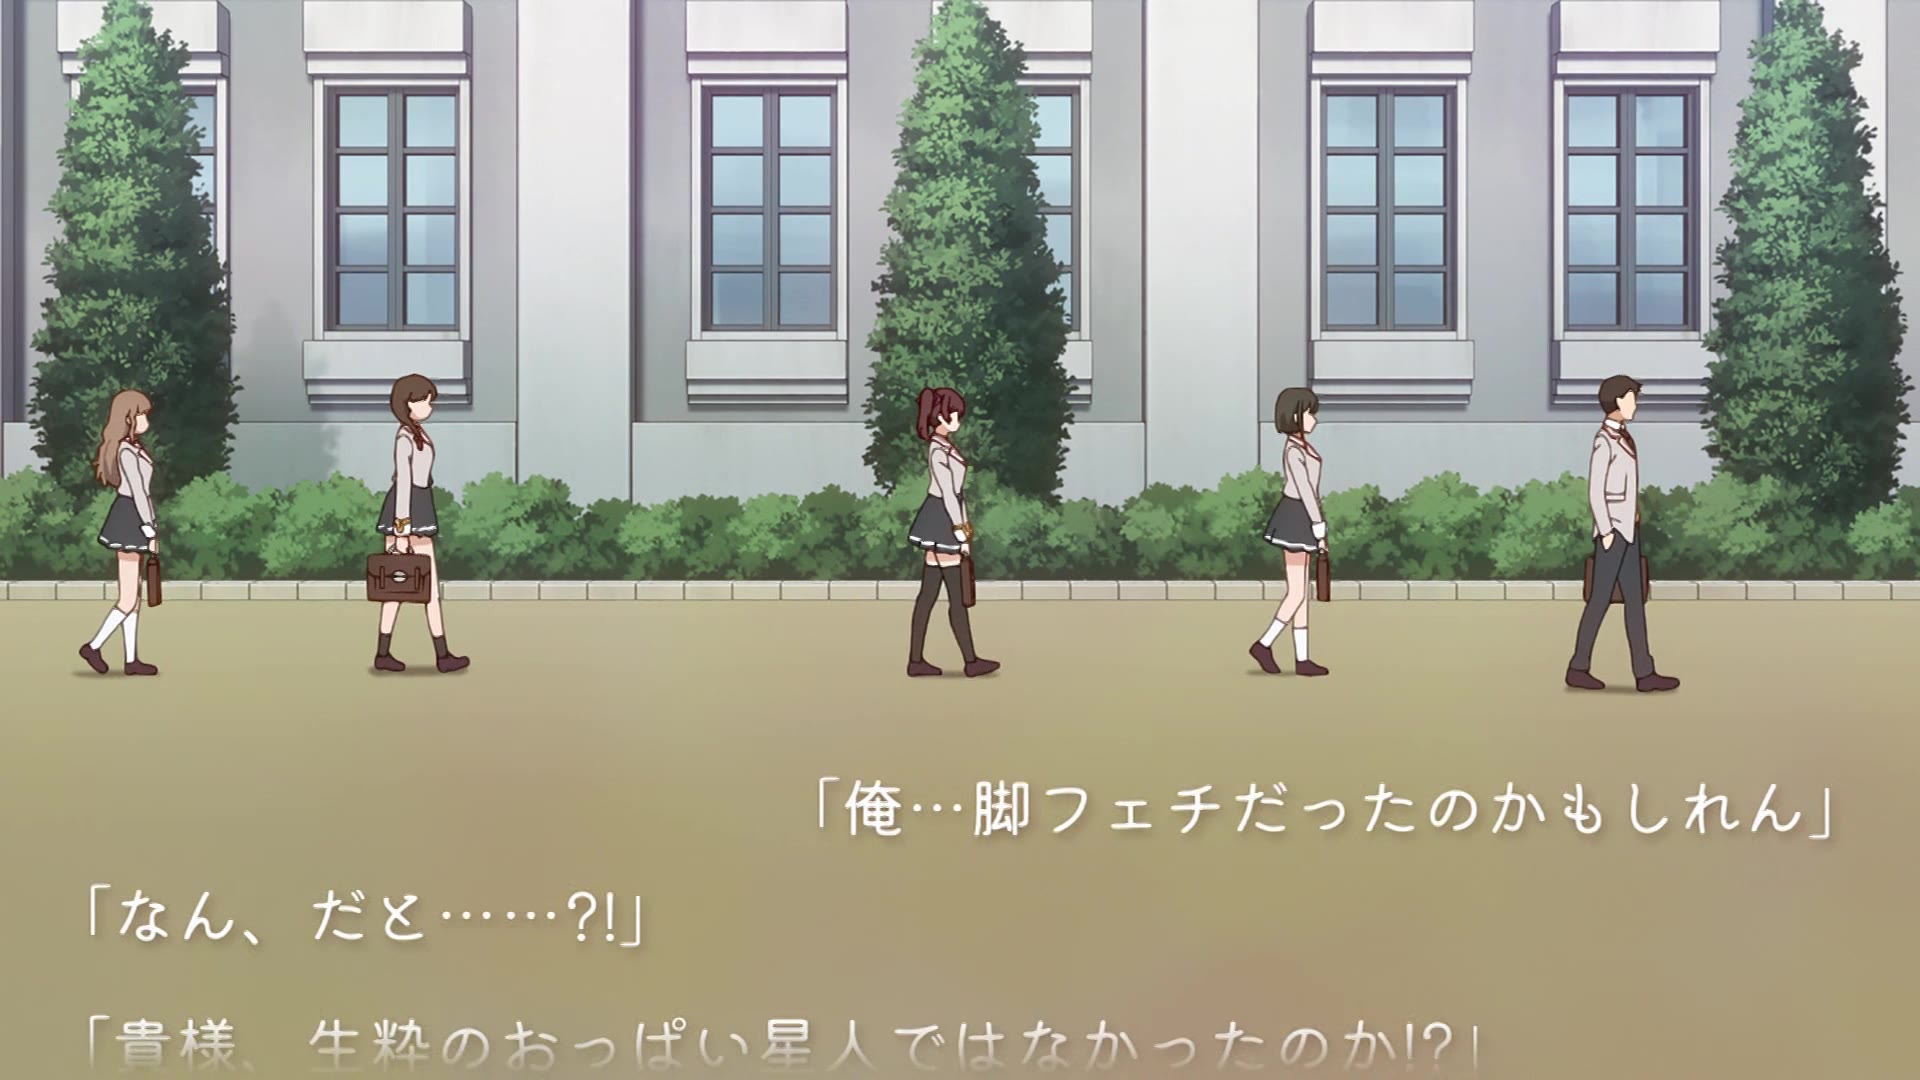 「俺…脚フェチだったのかもしれん」
「なん、だと……?!」
「貴様、生粋のおっぱい星人ではなかったのか!?」